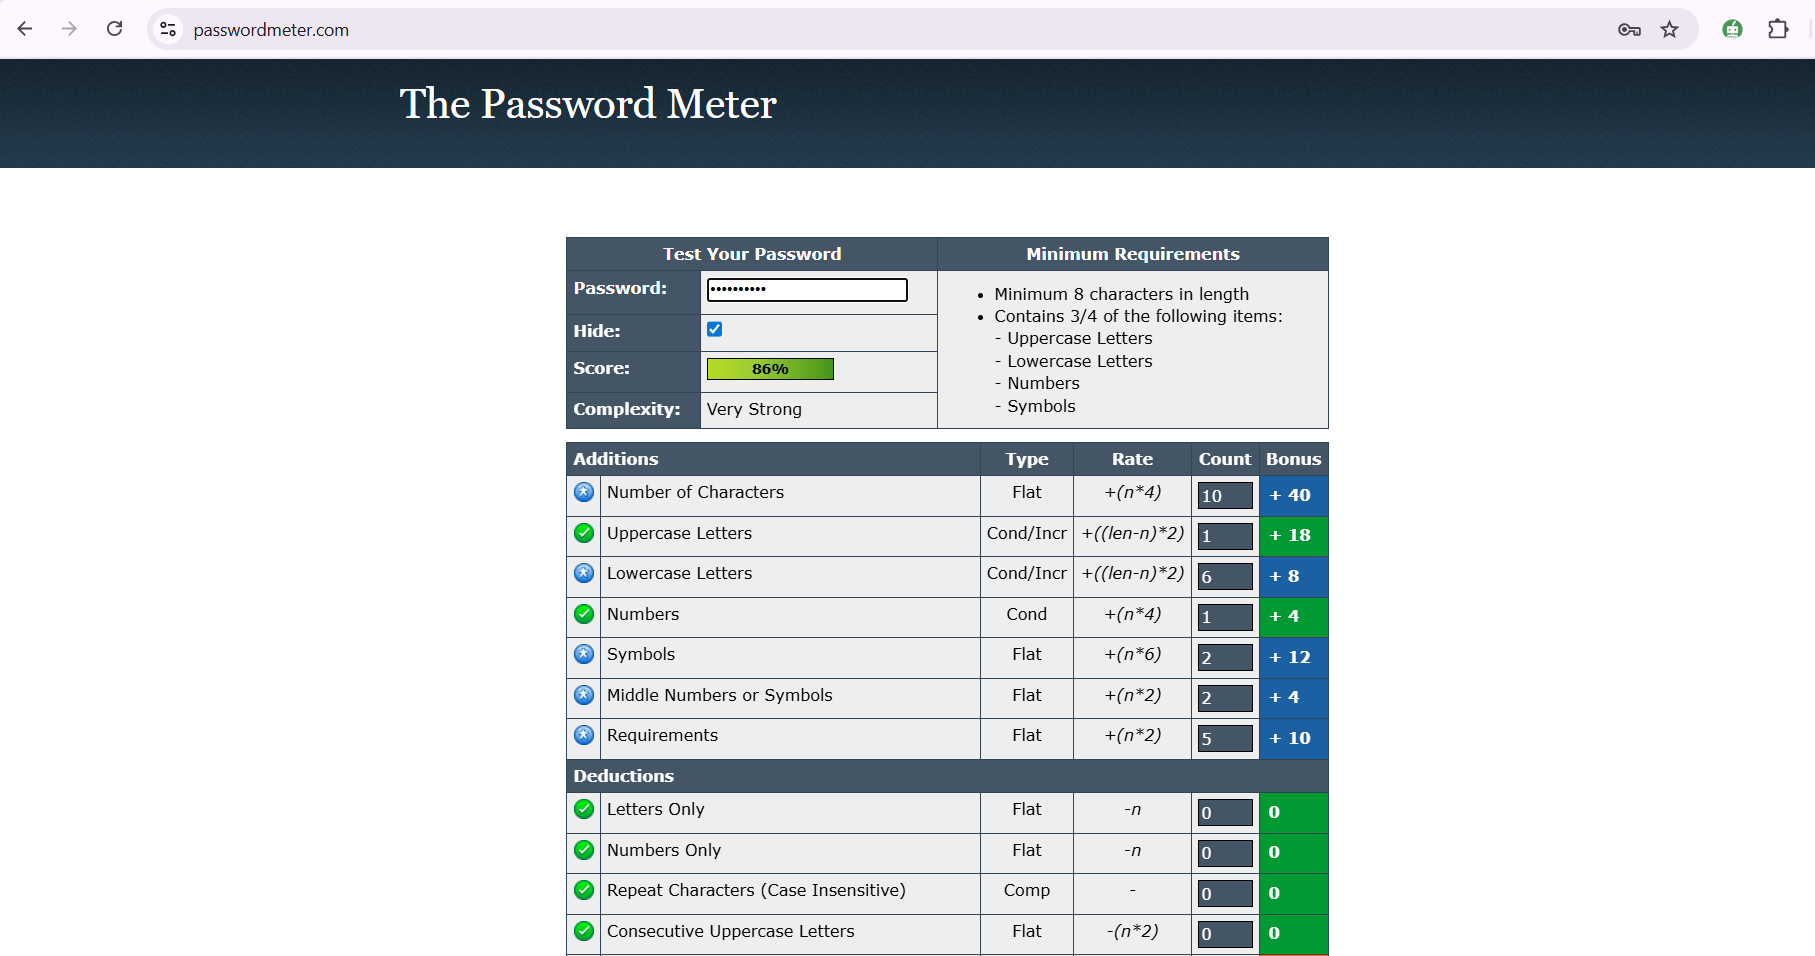 passwordmeter.com
The Password Meter
Test Your Password
Minimum Requirements
Password: ••••••••••
Hide:
Score: 86%
Complexity: Very Strong
• Minimum 8 characters in length
• Contains 3/4 of the following items:
- Uppercase Letters
- Lowercase Letters
- Numbers
- Symbols
Additions Type Rate Count Bonus
Number of Characters Flat +(n*4) 10 + 40
Uppercase Letters Cond/Incr +((len-n)*2) 1 + 18
Lowercase Letters Cond/Incr +((len-n)*2) 6 + 8
Numbers Cond +(n*4) 1 + 4
Symbols Flat +(n*6) 2 + 12
Middle Numbers or Symbols Flat +(n*2) 2 + 4
Requirements Flat +(n*2) 5 + 10
Deductions
Letters Only Flat -n 0 0
Numbers Only Flat -n 0 0
Repeat Characters (Case Insensitive) Comp - 0 0
Consecutive Uppercase Letters Flat -(n*2) 0 0